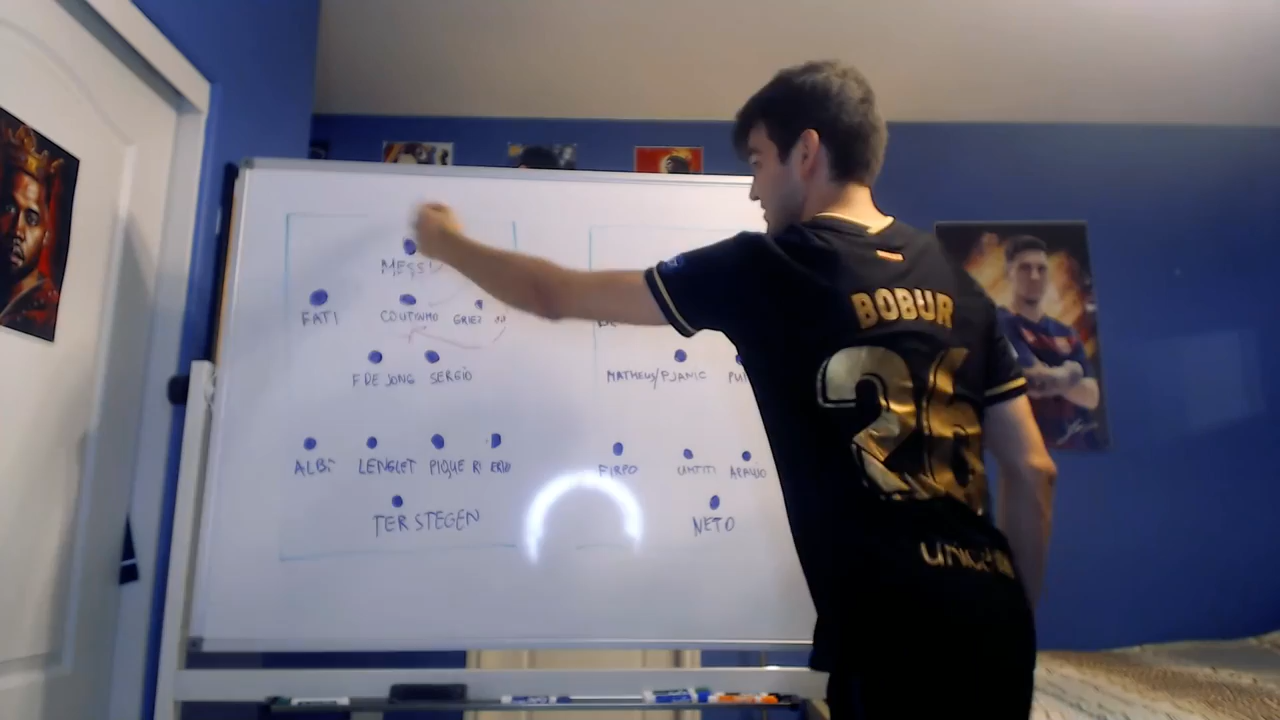 MESSI
FATI
COUTINHO
GRIEZ
F DE JONG SERGIO
ALBA LENGLET PIQUE
TER STEGEN
MATHEUS/PJANIC
FIRPO UMTITI ARAUJO
NETO
BOBUR
26
unicef